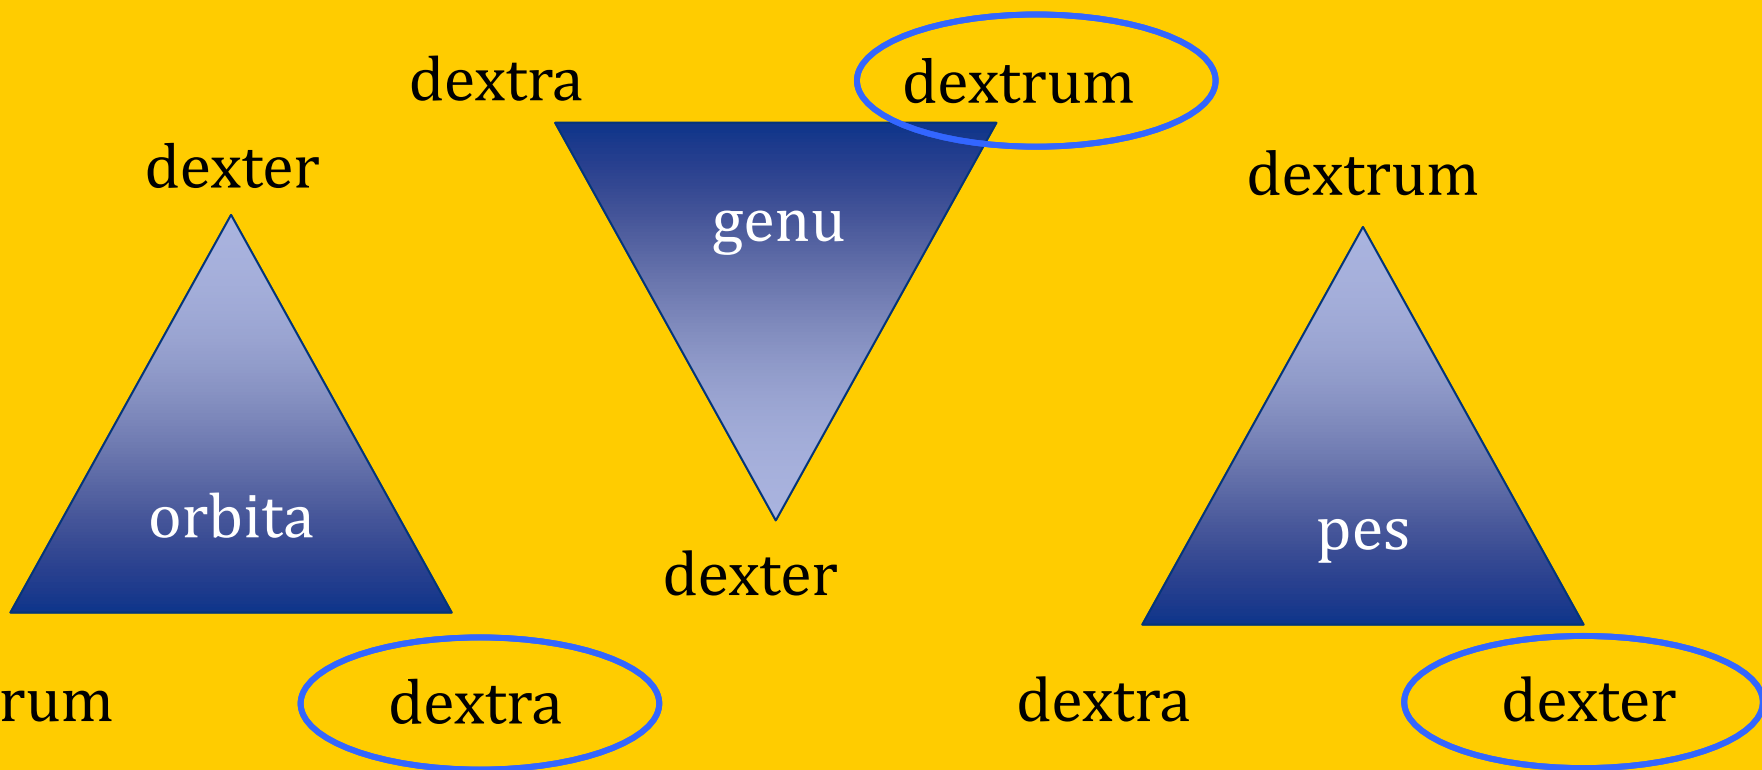 dextra dextrum
dexter dextrum
genu
orbita pes
dexter
rum dextra dextra dexter